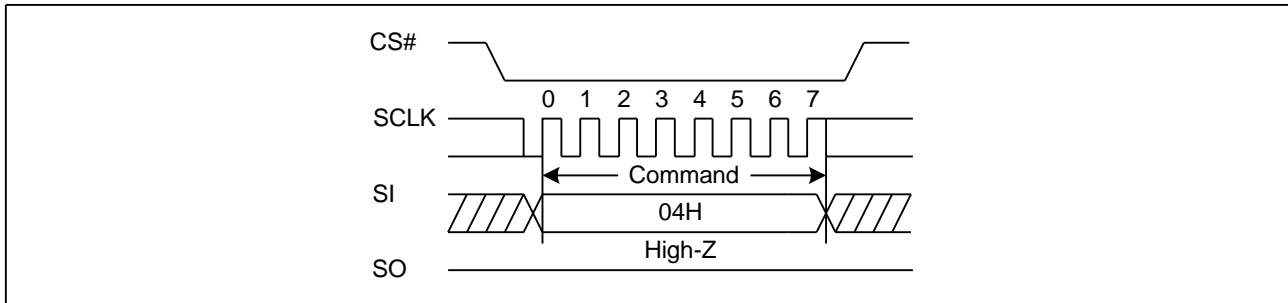 CS#
0 1 2 3 4 5 6 7
SCLK
Command
SI
04H
High-Z
SO